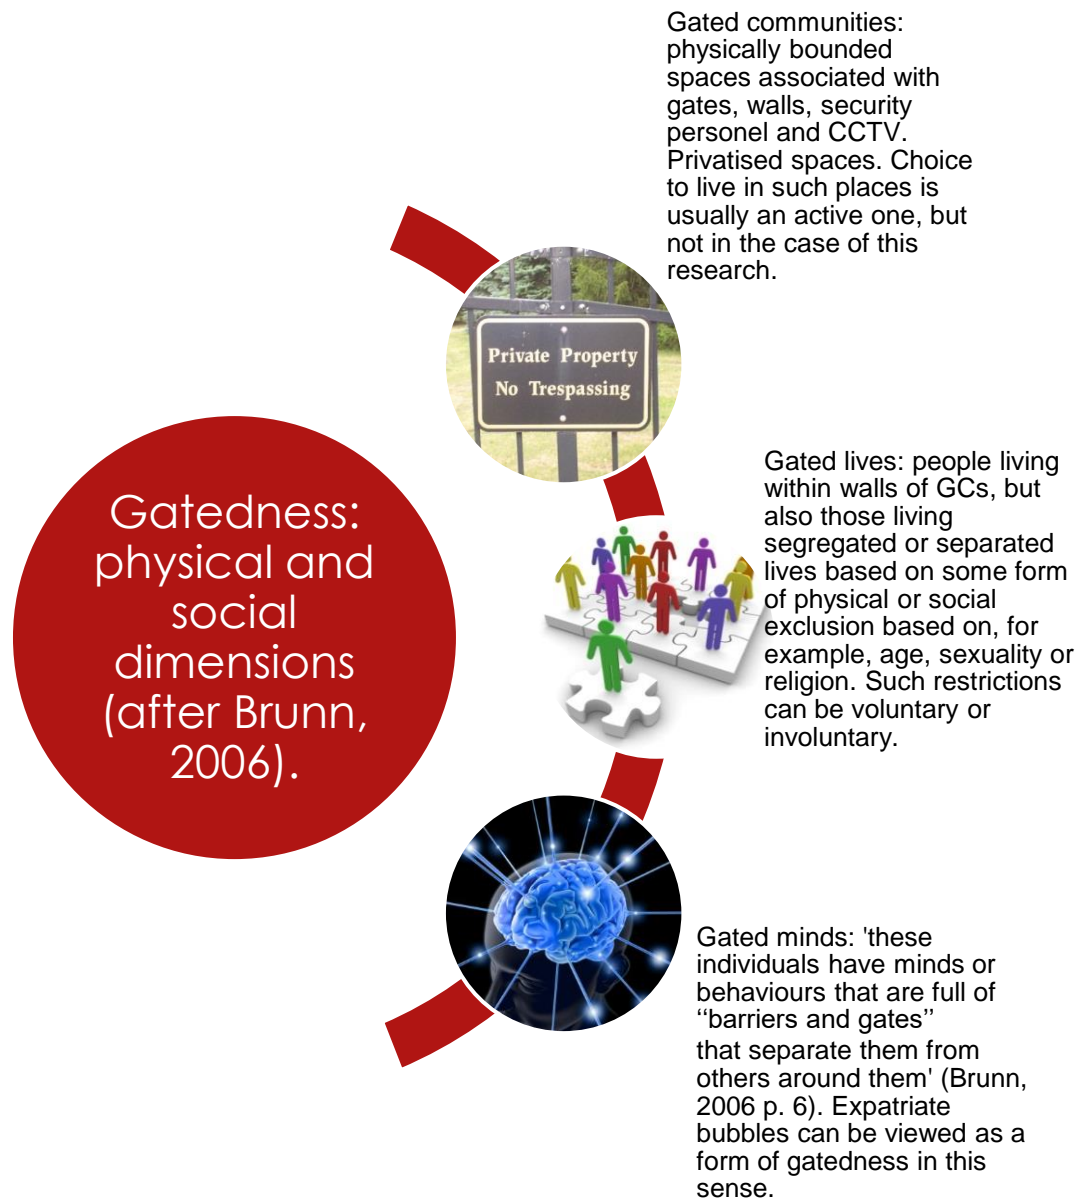 Gated communities:
physically bounded
spaces associated with
gates, walls, security
personel and CCTV.
Privatised spaces. Choice
to live in such places is
usually an active one, but
not in the case of this
research.
Private Property
No Trespassing
Gatedness:
physical and
social
dimensions
(after Brunn,
2006).
Gated lives: people living
within walls of GCs, but
also those living
segregated or separated
lives based on some form
of physical or social
exclusion based on, for
example, age, sexuality or
religion. Such restrictions
can be voluntary or
involuntary.
Gated minds: 'these
individuals have minds or
behaviours that are full of
‘‘barriers and gates’’
that separate them from
others around them' (Brunn,
2006 p. 6). Expatriate
bubbles can be viewed as a
form of gatedness in this
sense.